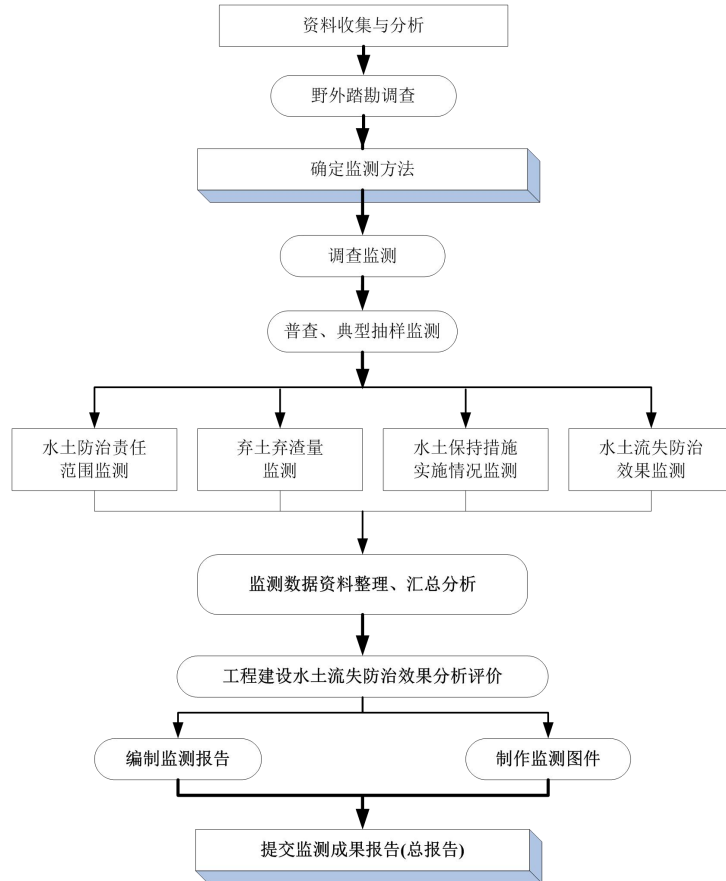 资料收集与分析
野外踏勘调查
确定监测方法
调查监测
普查、典型抽样监测
水土防治责任
范围监测
弃土弃渣量
监测
水土保持措施
实施情况监测
水土流失防治
效果监测
监测数据资料整理、汇总分析
工程建设水土流失防治效果分析评价
编制监测报告
制作监测图件
提交监测成果报告(总报告)